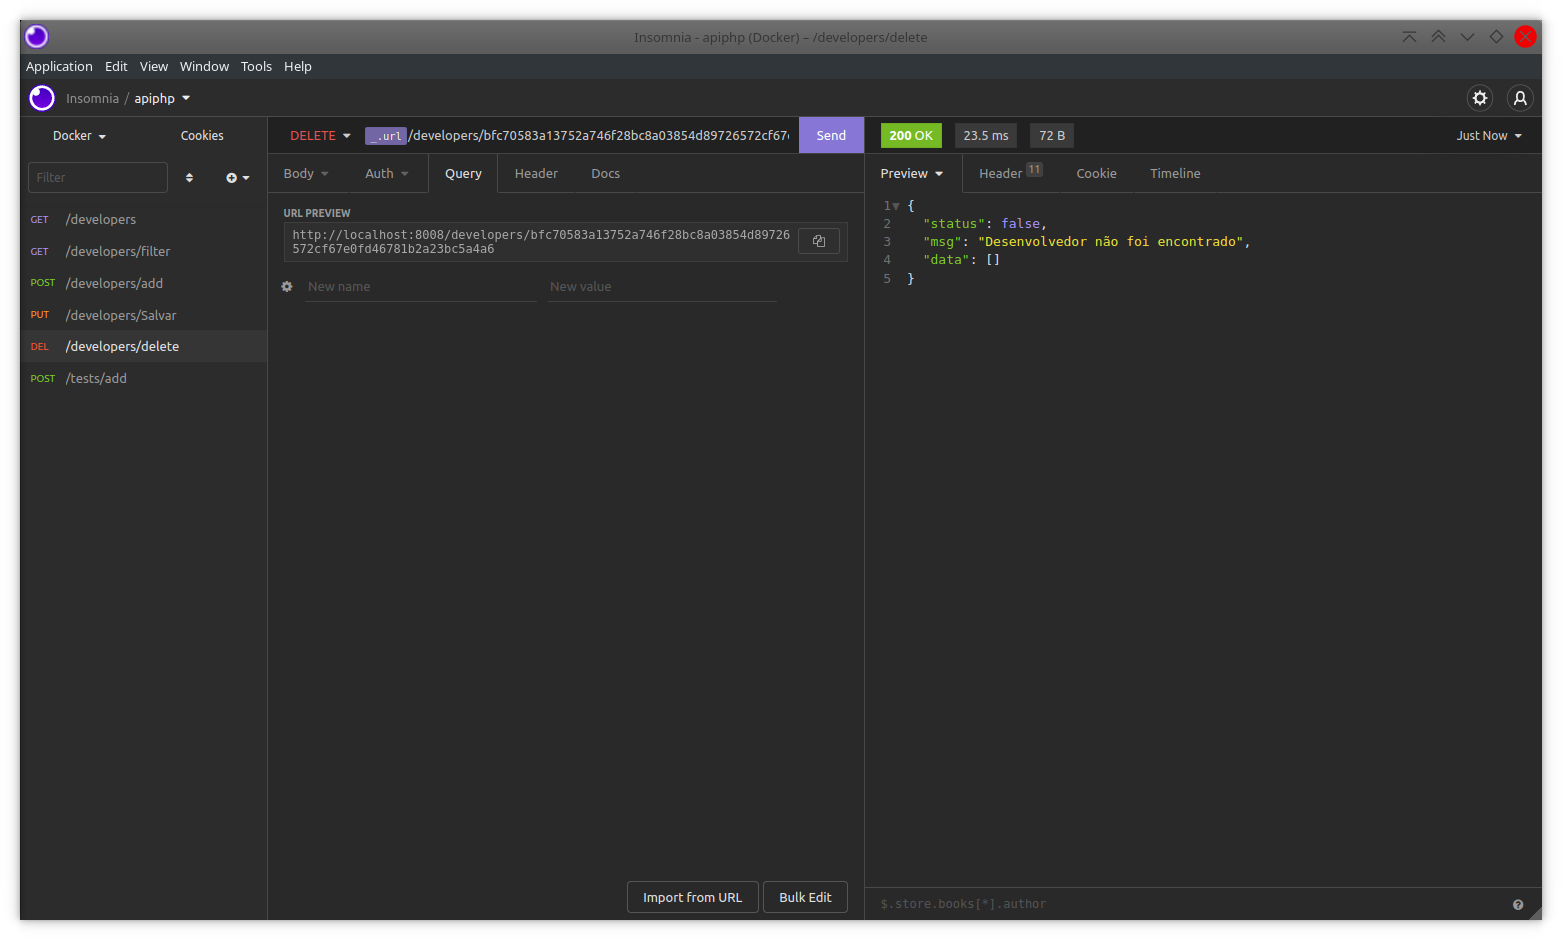 Insomnia - apiphp (Docker) – /developers/delete
Application Edit View Window Tools Help
Insomnia / apiphp
Docker Cookies
DELETE _.url /developers/bfc70583a13752a746f28bc8a03854d89726572cf67 Send
200 OK 23.5 ms 72 B Just Now
Filter
Body Auth Query Header Docs
Preview Header 11 Cookie Timeline
GET /developers
GET /developers/filter
POST /developers/add
PUT /developers/Salvar
DEL /developers/delete
POST /tests/add
URL PREVIEW
http://localhost:8008/developers/bfc70583a13752a746f28bc8a03854d89726
572cf67e0fd46781b2a23bc5a4a6
New name New value
1 {
2 "status": false,
3 "msg": "Desenvolvedor não foi encontrado",
4 "data": []
5 }
Import from URL Bulk Edit
$.store.books[*].author